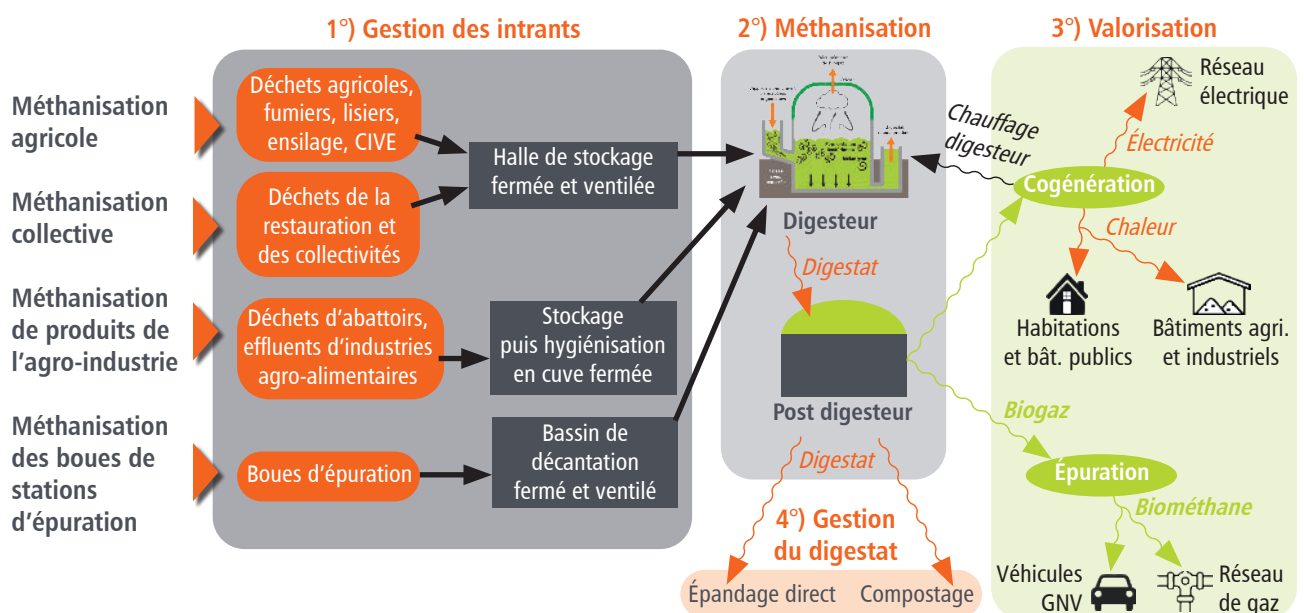 1°) Gestion des intrants
2°) Méthanisation
3°) Valorisation
Méthanisation
agricole
Méthanisation
collective
Méthanisation
de produits de
l'agro-industrie
Méthanisation
des boues de
stations
d'épuration
Déchets agricoles,
fumiers, lisiers,
ensilage, CIVE
Déchets de la
restauration et
des collectivités
Déchets d'abattoirs,
effluents d'industries
agro-alimentaires
Boues d'épuration
Halle de stockage
fermée et ventilée
Stockage
puis hygiénisation
en cuve fermée
Bassin de
décantation
fermé et ventilé
Digesteur
Digestat
Post digesteur
Digestat
4°) Gestion
du digestat
Épandage direct
Compostage
Chauffage
digesteur
Réseau
électrique
Électricité
Cogénération
Chaleur
Habitations
et bât. publics
Bâtiments agri.
et industriels
Biogaz
Épuration
Biométhane
Véhicules
GNV
Réseau
de gaz